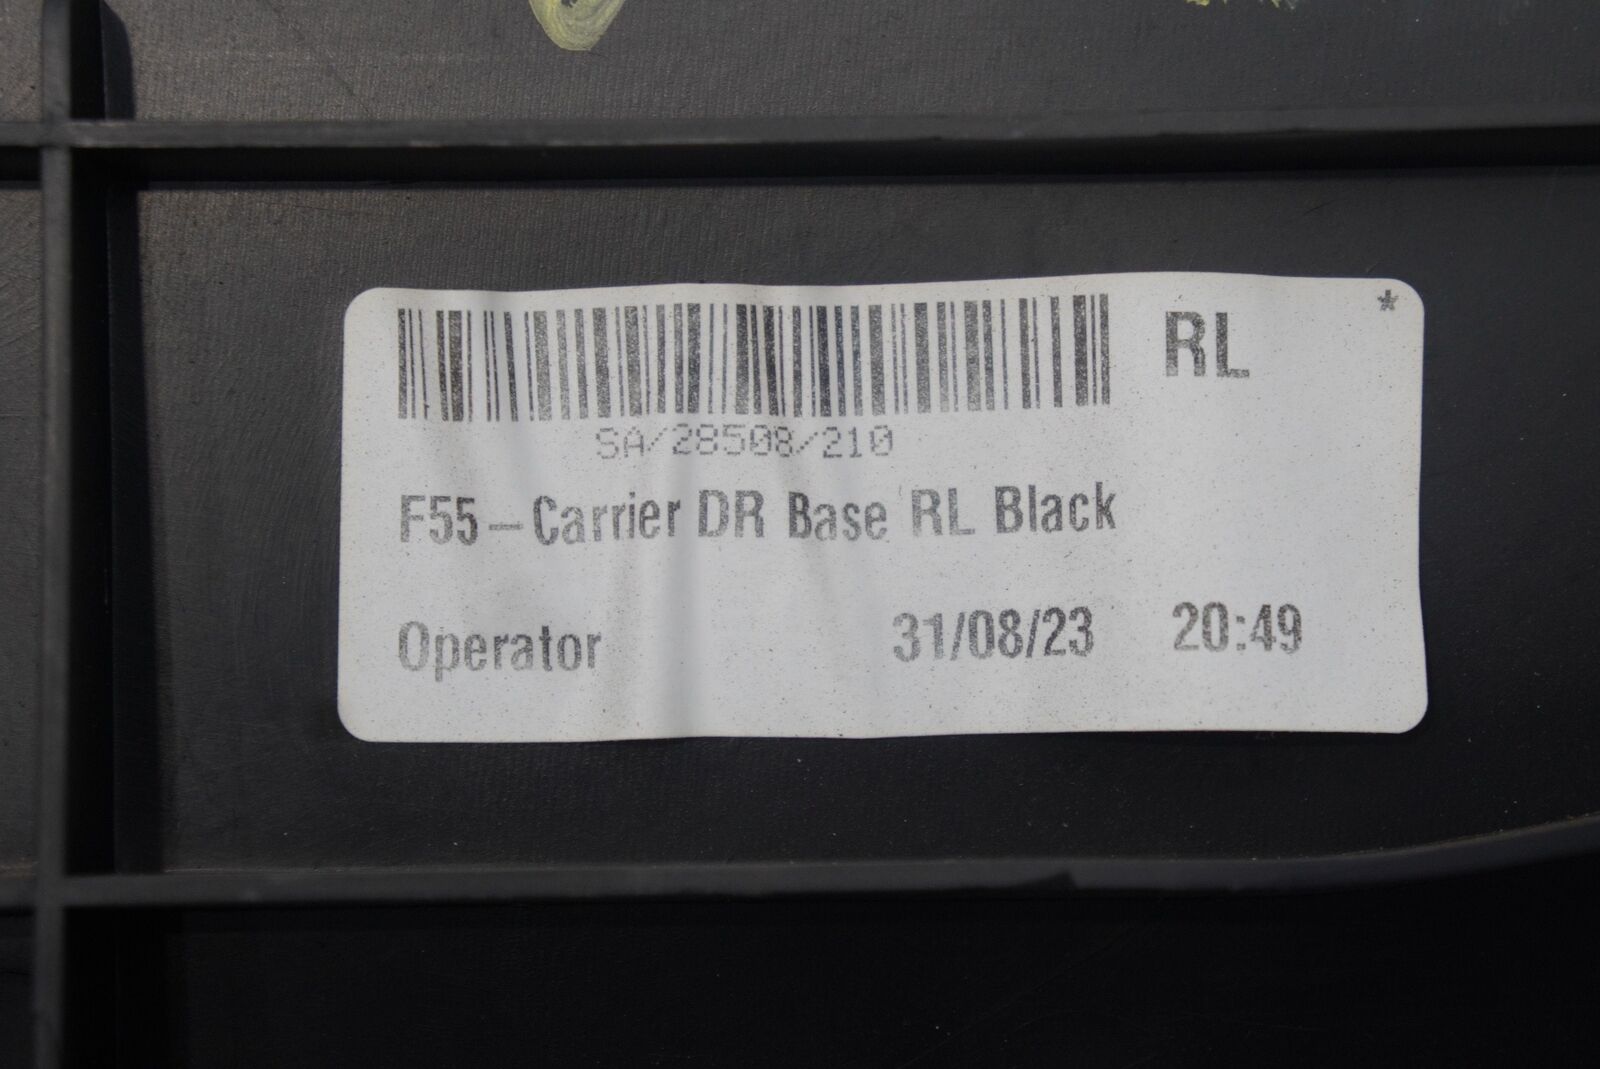 RL *
SA/28508/210
F55-Carrier DR Base RL Black
Operator 31/08/23 20:49